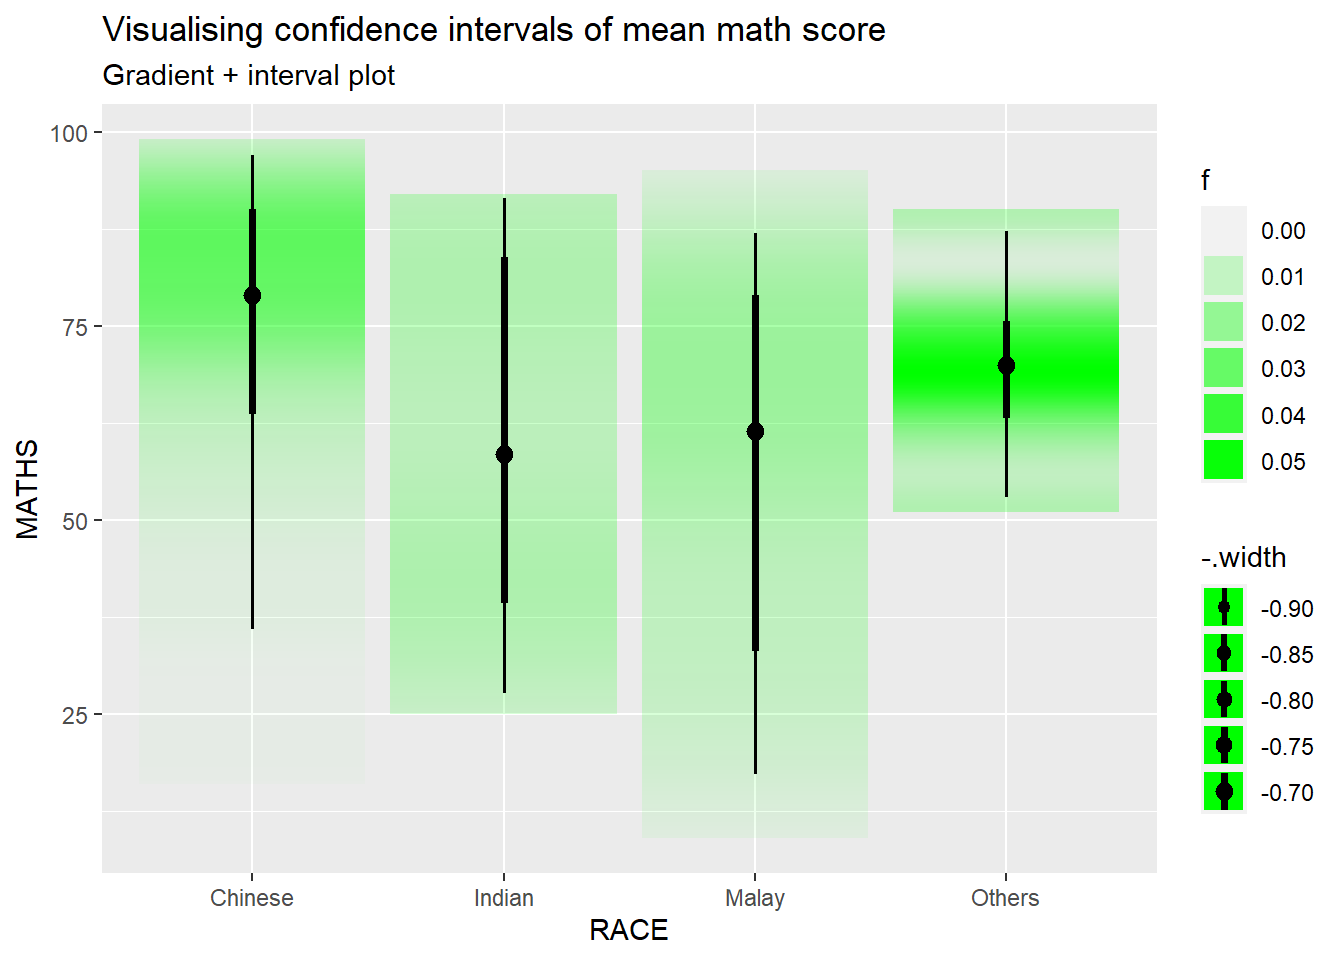 Visualising confidence intervals of mean math score
Gradient + interval plot
MATHS
100
75
50
25
Chinese
Indian
Malay
Others
RACE
f
0.00
0.01
0.02
0.03
0.04
0.05
-.width
-0.90
-0.85
-0.80
-0.75
-0.70